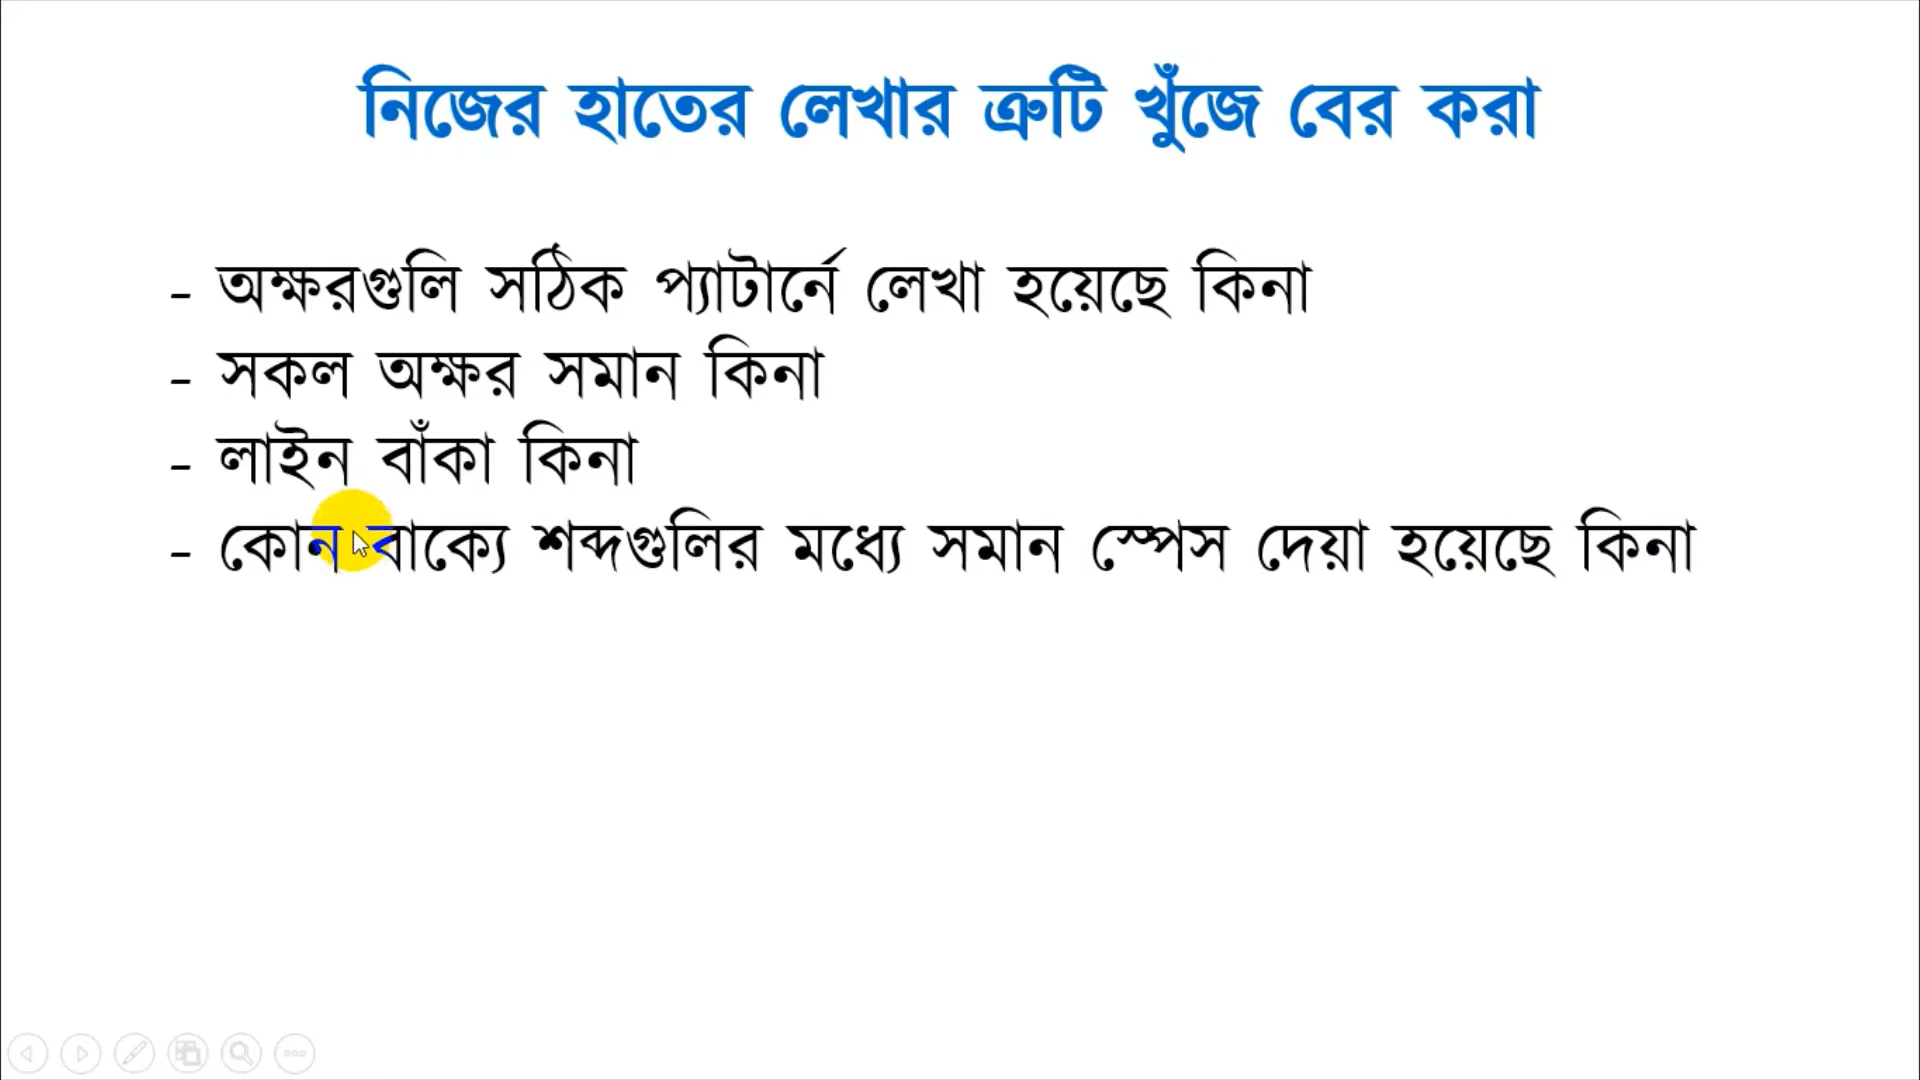 নিজের হাতের লেখার ত্রুটি খুঁজে বের করা
- অক্ষরগুলি সঠিক প্যাটার্নে লেখা হয়েছে কিনা
- সকল অক্ষর সমান কিনা
- লাইন বাঁকা কিনা
- কোন বাক্যে শব্দগুলির মধ্যে সমান স্পেস দেয়া হয়েছে কিনা